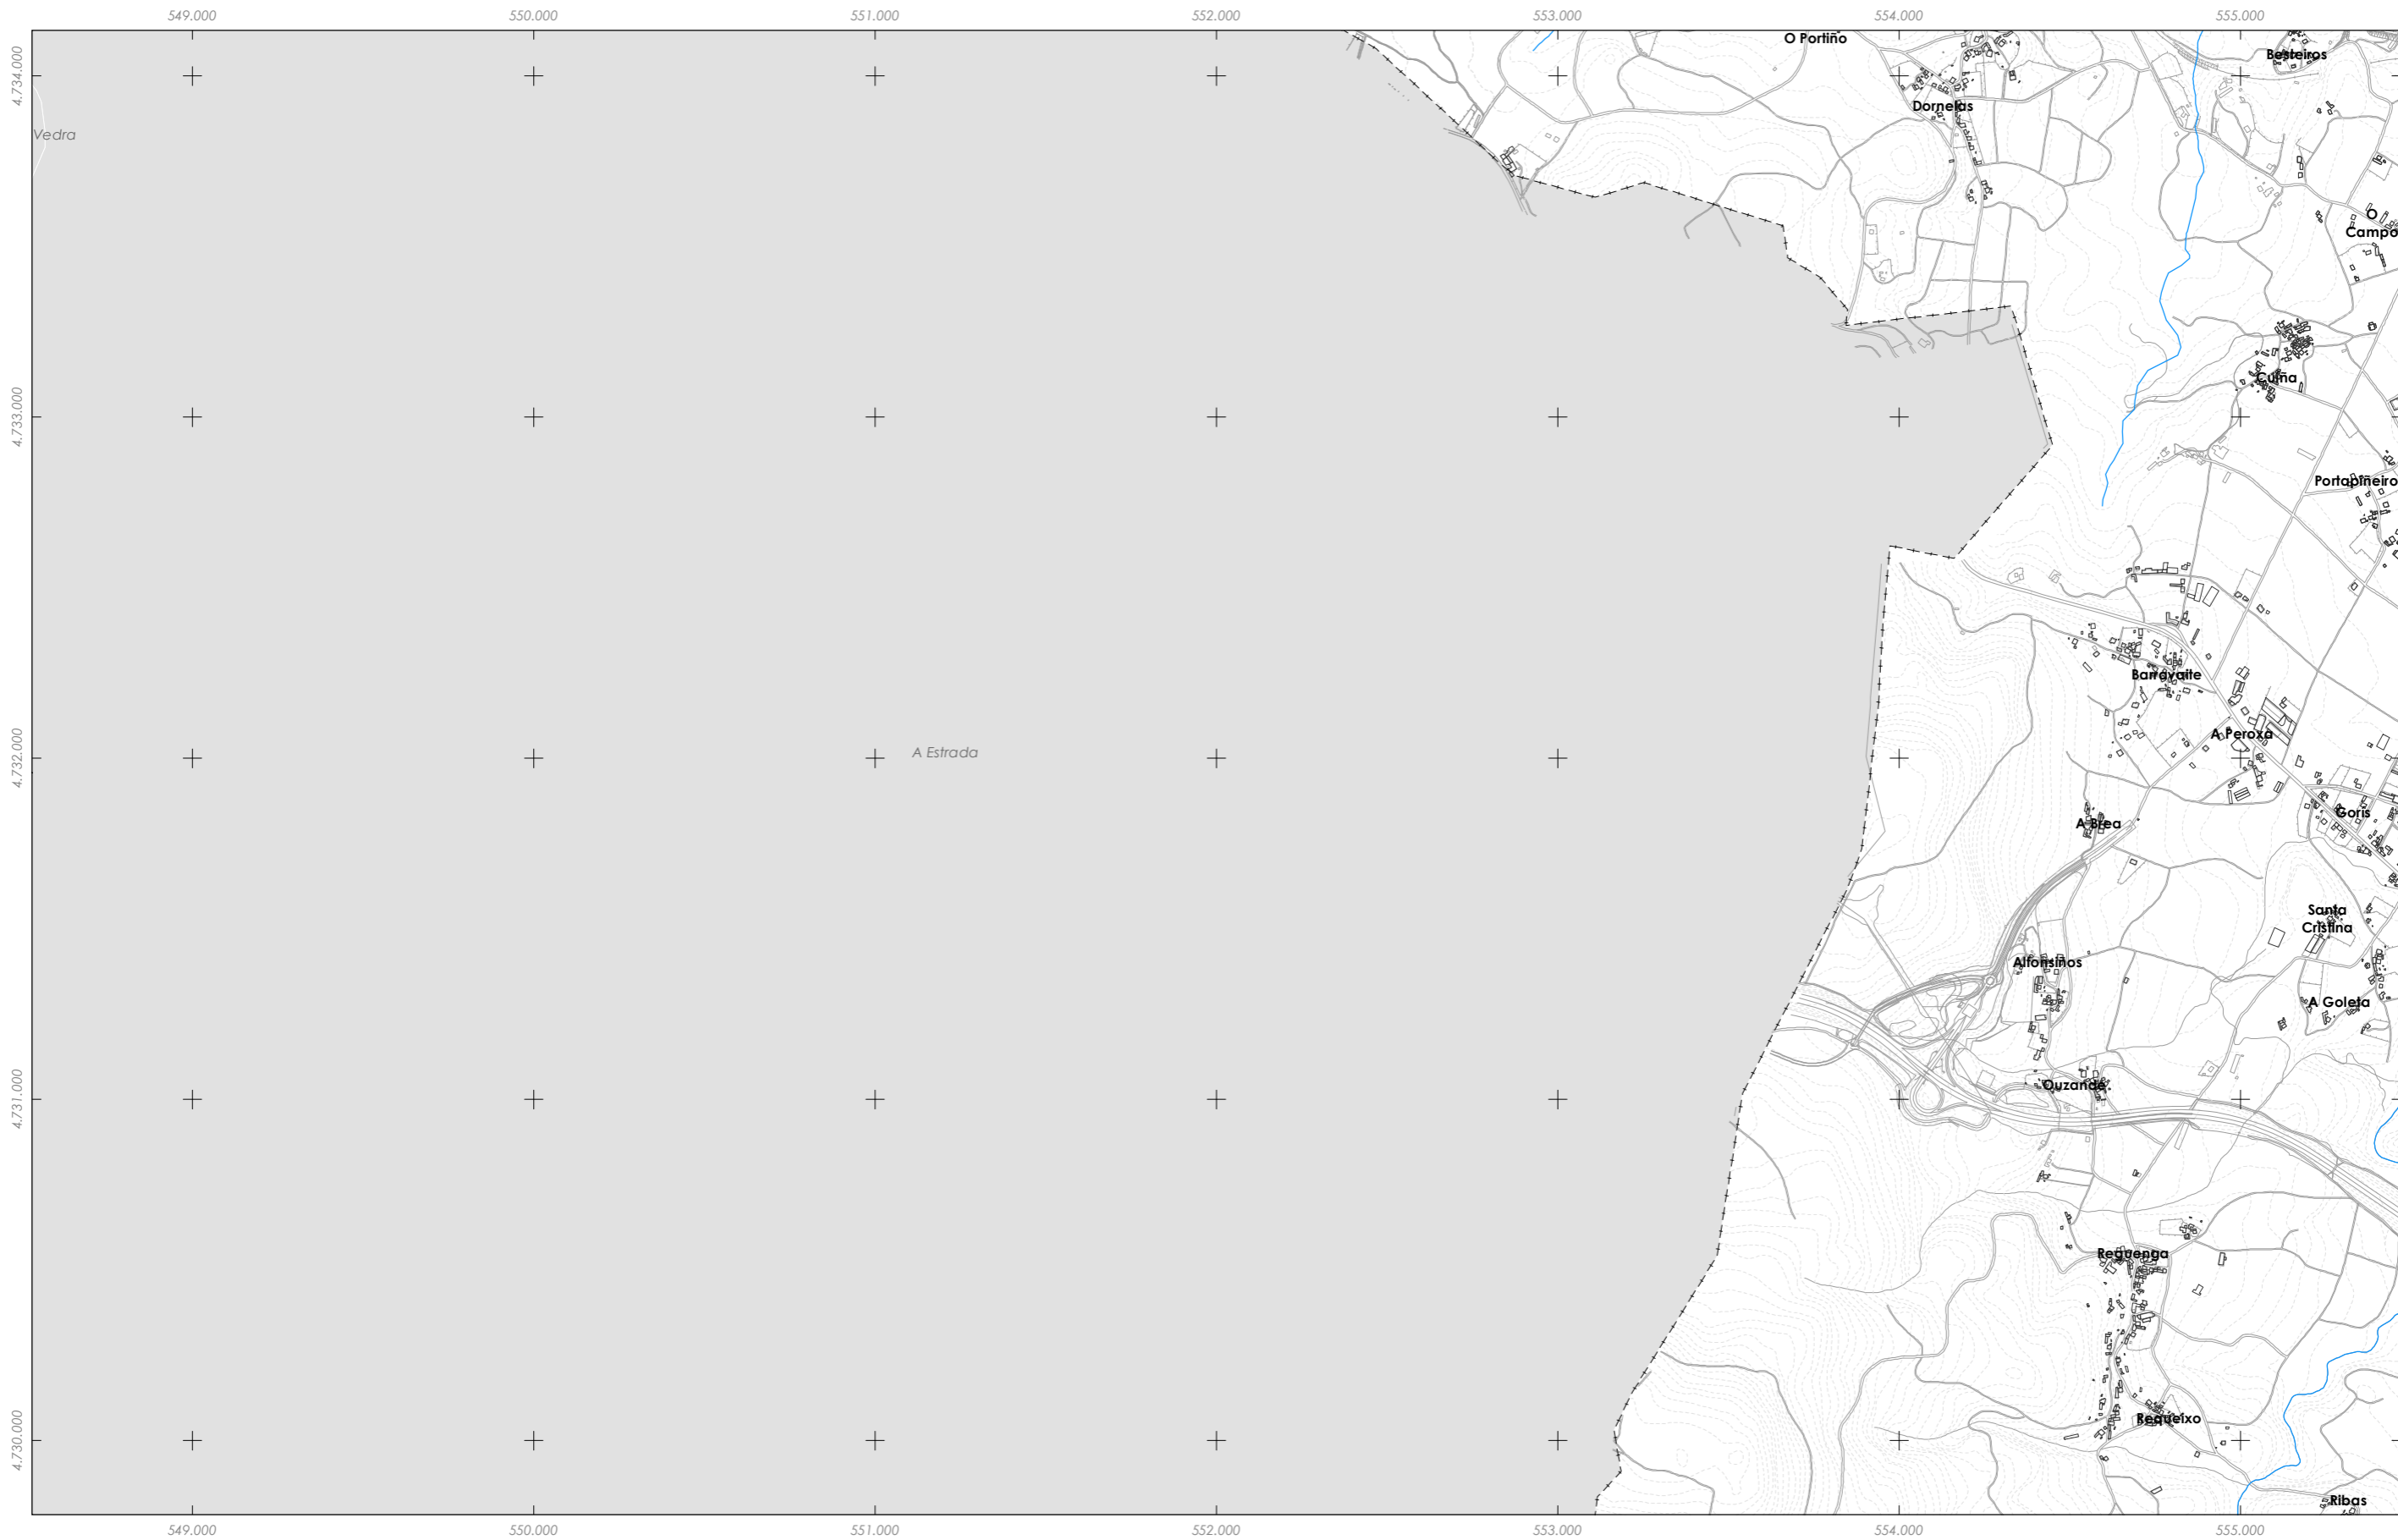 549.000
550.000
551.000
552.000
553.000
554.000
555.000
O Portiño
Besteiros
4.734.000
Dornelas
Vedra
O
Campo
Cuíña
4.733.000
Portapiñeiro
Barravaite
A Peroxa
4.732.000
A Estrada
Goris
A Brea
Santa
Cristina
Alfonsiños
A Goleta
Ouzande
4.731.000
Reguenga
Requeixo
4.730.000
Ribas
549.000
550.000
551.000
552.000
553.000
554.000
555.000